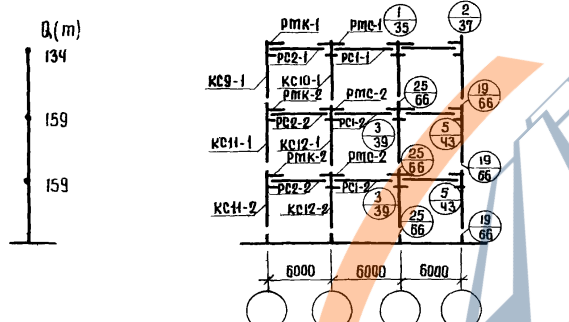 Q(т)
134
159
159
РМК-1
РМС-1
1
35
2
37
РС2-1
РС1-1
КС9-1
КС10-1
РМК-2
РМС-2
25
66
19
66
РС2-2
РС1-2
3
39
5
43
КС11-1
КС12-1
РМК-2
РМС-2
25
66
19
66
РС2-2
РС1-2
3
39
5
43
КС11-2
КС12-2
25
66
19
66
6000
6000
6000